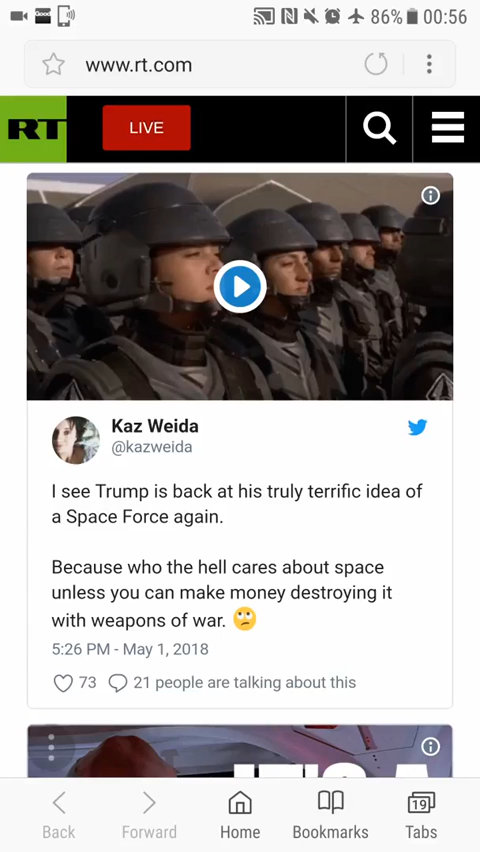 Good 86% 00:56
www.rt.com
RT LIVE
Kaz Weida
@kazweida
I see Trump is back at his truly terrific idea of
a Space Force again.
Because who the hell cares about space
unless you can make money destroying it
with weapons of war. 🙄
5:26 PM - May 1, 2018
73 21 people are talking about this
IT'S A
19
Back Forward Home Bookmarks Tabs